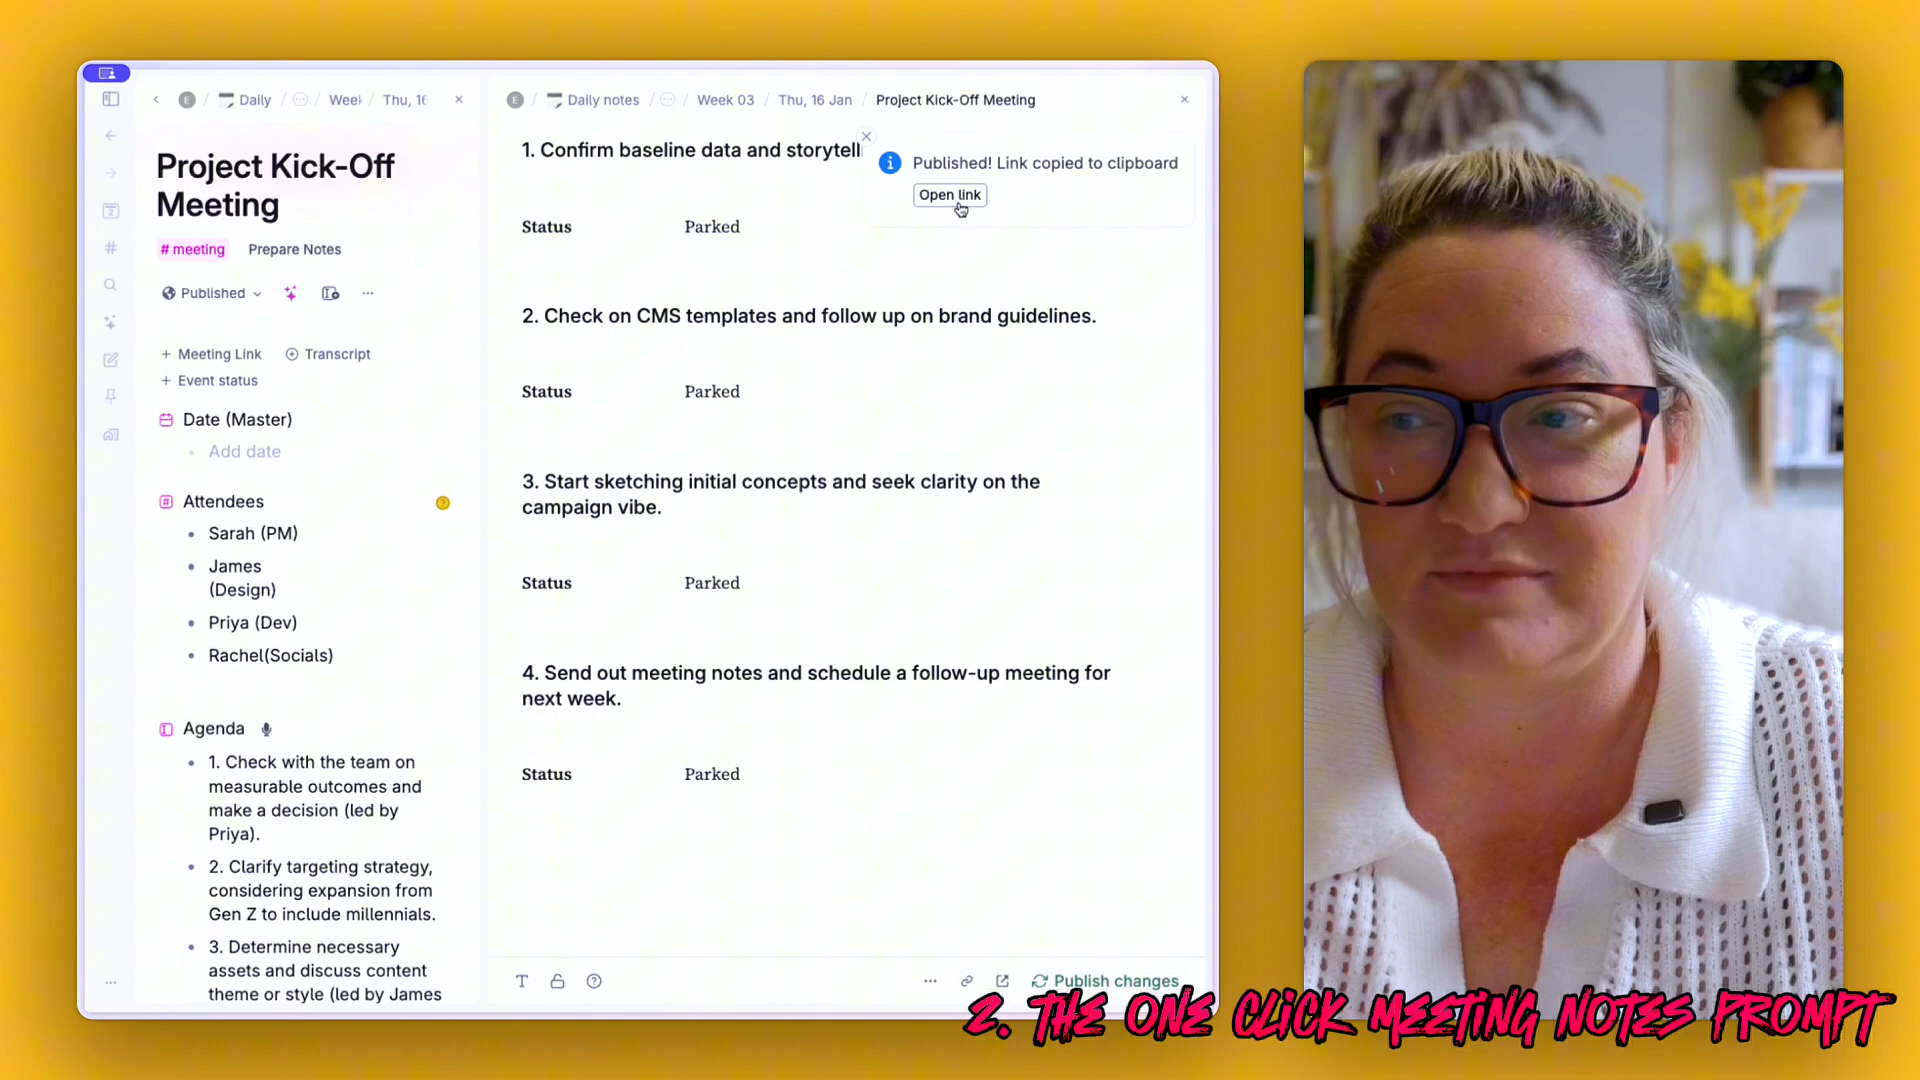 E / Daily / Week Thu, 16
Project Kick-Off
Meeting
# meeting Prepare Notes
Published
+ Meeting Link Transcript
+ Event status
Date (Master)
Add date
Attendees
Sarah (PM)
James
(Design)
Priya (Dev)
Rachel(Socials)
Agenda
1. Check with the team on
measurable outcomes and
make a decision (led by
Priya).
2. Clarify targeting strategy,
considering expansion from
Gen Z to include millennials.
3. Determine necessary
assets and discuss content
theme or style (led by James
E / Daily notes / Week 03 / Thu, 16 Jan / Project Kick-Off Meeting
1. Confirm baseline data and storytell
Published! Link copied to clipboard
Open link
Status Parked
2. Check on CMS templates and follow up on brand guidelines.
Status Parked
3. Start sketching initial concepts and seek clarity on the
campaign vibe.
Status Parked
4. Send out meeting notes and schedule a follow-up meeting for
next week.
Status Parked
Publish changes
2. THE ONE CLICK MEETING NOTES PROMPT